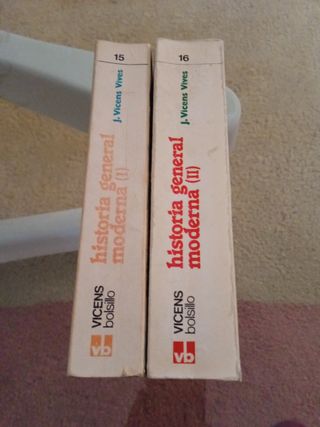 15
J. Vicens Vives
historia general
moderna (I)
VICENS
bolsillo
vb
16
J. Vicens Vives
historia general
moderna (II)
VICENS
bolsillo
vb